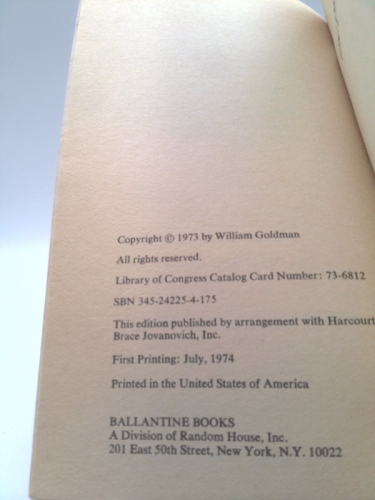 Copyright © 1973 by William Goldman
All rights reserved.
Library of Congress Catalog Card Number: 73-6812
SBN 345-24225-4-175
This edition published by arrangement with Harcourt
Brace Jovanovich, Inc.
First Printing: July, 1974
Printed in the United States of America
BALLANTINE BOOKS
A Division of Random House, Inc.
201 East 50th Street, New York, N.Y. 10022